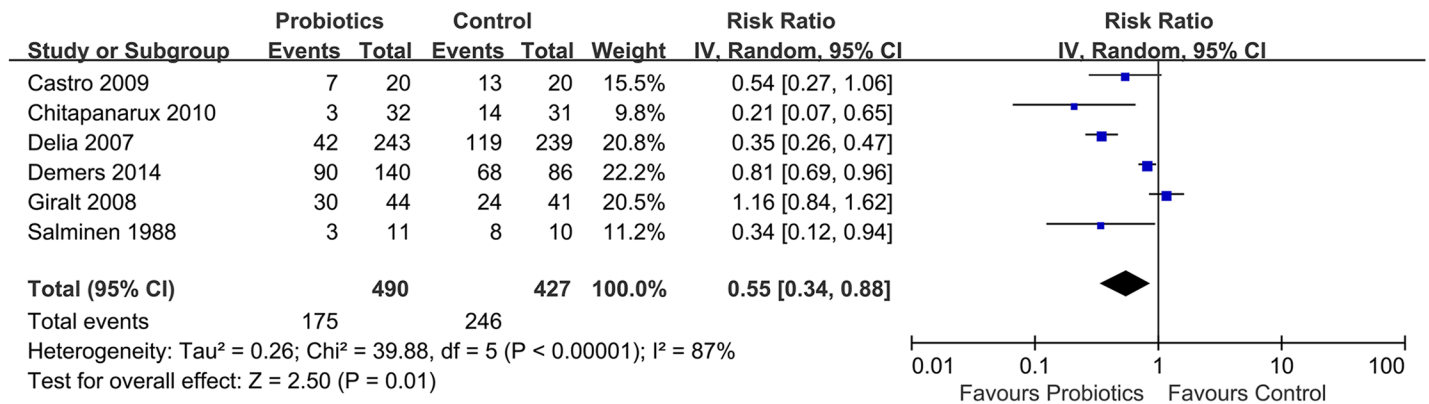 Probiotics Control Risk Ratio Risk Ratio
Study or Subgroup Events Total Events Total Weight IV, Random, 95% CI IV, Random, 95% CI
Castro 2009 7 20 13 20 15.5% 0.54 [0.27, 1.06]
Chitapanarux 2010 3 32 14 31 9.8% 0.21 [0.07, 0.65]
Delia 2007 42 243 119 239 20.8% 0.35 [0.26, 0.47]
Demers 2014 90 140 68 86 22.2% 0.81 [0.69, 0.96]
Giralt 2008 30 44 24 41 20.5% 1.16 [0.84, 1.62]
Salminen 1988 3 11 8 10 11.2% 0.34 [0.12, 0.94]
Total (95% CI) 490 427 100.0% 0.55 [0.34, 0.88]
Total events 175 246
Heterogeneity: Tau² = 0.26; Chi² = 39.88, df = 5 (P < 0.00001); I² = 87%
Test for overall effect: Z = 2.50 (P = 0.01)
0.01 0.1 1 10 100
Favours Probiotics Favours Control